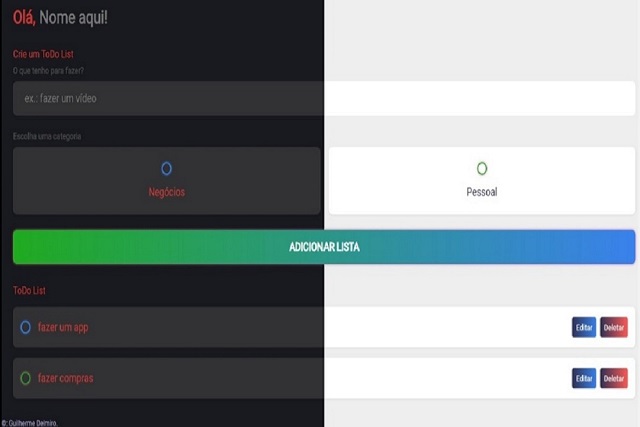 Olá, Nome aqui!
Crie um ToDo List
O que tenho para fazer?
ex.: fazer um vídeo
Escolha uma categoria
Negócios
Pessoal
ADICIONAR LISTA
ToDo List
fazer um app
Editar Deletar
fazer compras
Editar Deletar
©: Guilherme Delmiro.